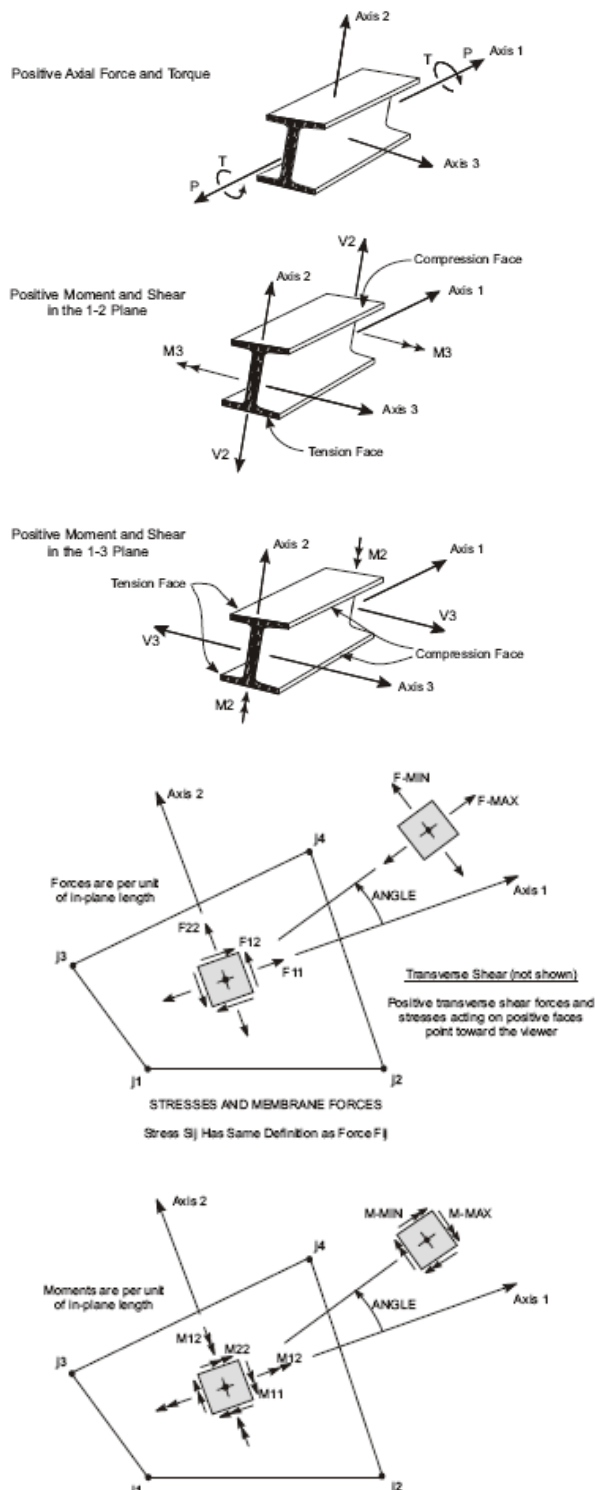 Axis 2
P
Axis 1
T
Positive Axial Force and Torque
T
Axis 3
P
V2
Compression Face
Axis 2
Positive Moment and Shear
in the 1-2 Plane
Axis 1
M3
M3
Axis 3
V2
Tension Face
Positive Moment and Shear
in the 1-3 Plane
Axis 2
M2
Axis 1
Tension Face
V3
V3
Compression Face
Axis 3
M2
F-MIN
Axis 2
F-MAX
j4
Forces are per unit
of in-plane length
ANGLE
Axis 1
F22
F12
j3
F11
Transverse Shear (not shown)
Positive transverse shear forces and
stresses acting on positive faces
point toward the viewer
j1
j2
STRESSES AND MEMBRANE FORCES
Stress Sij Has Same Definition as Force Fij
Axis 2
M-MIN
M-MAX
j4
Moments are per unit
of in-plane length
ANGLE
Axis 1
M12
M22
M12
j3
M11
j1
j2